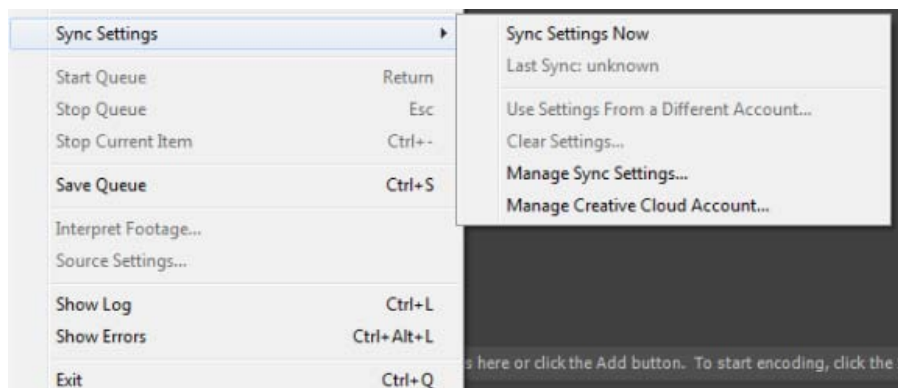 Sync Settings
Start Queue Return
Stop Queue Esc
Stop Current Item Ctrl+-
Save Queue Ctrl+S
Interpret Footage...
Source Settings...
Show Log Ctrl+L
Show Errors Ctrl+Alt+L
Exit Ctrl+Q
Sync Settings Now
Last Sync: unknown
Use Settings From a Different Account...
Clear Settings...
Manage Sync Settings...
Manage Creative Cloud Account...
s here or click the Add button. To start encoding, click the